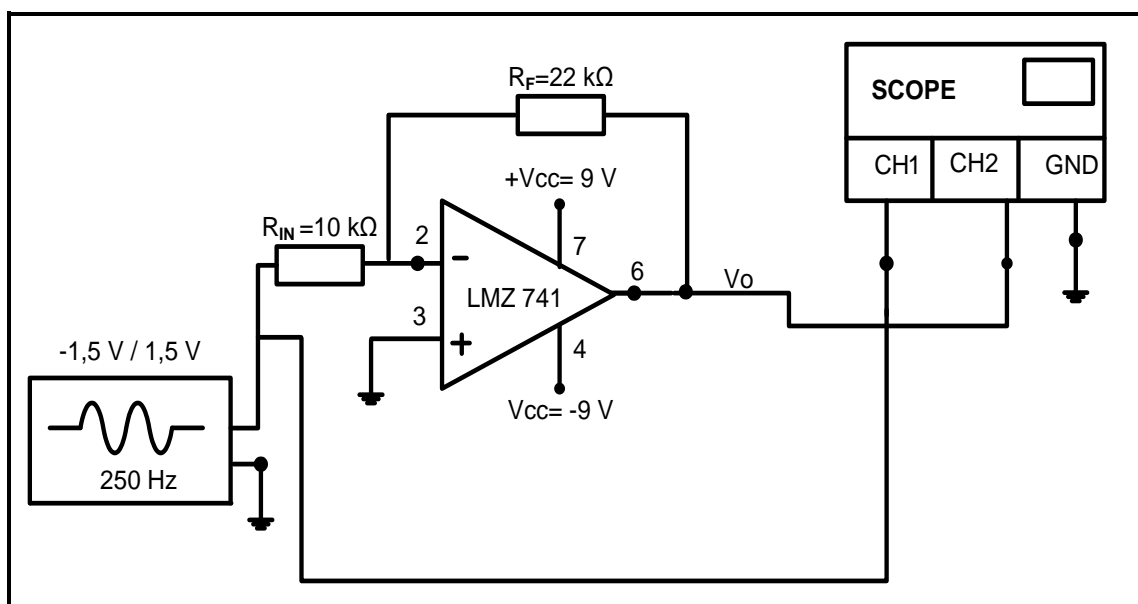 R_F=22 kΩ
SCOPE
CH1 CH2 GND
+Vcc= 9 V
R_IN =10 kΩ
2
7
-
6
LMZ 741
Vo
3
+
4
-1,5 V / 1,5 V
Vcc= -9 V
250 Hz